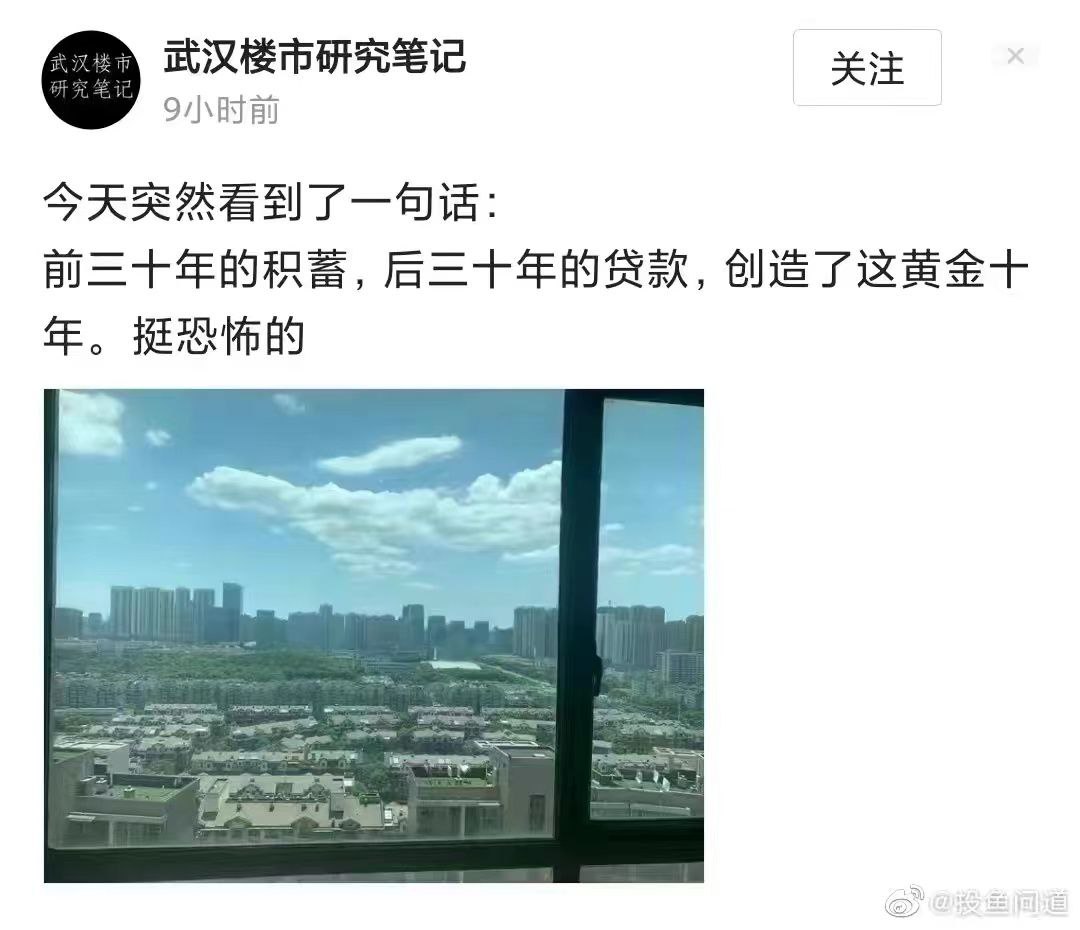 武汉楼市
研究笔记
武汉楼市研究笔记
9小时前
关注
今天突然看到了一句话：
前三十年的积蓄，后三十年的贷款，创造了这黄金十
年。挺恐怖的
@投鱼问道